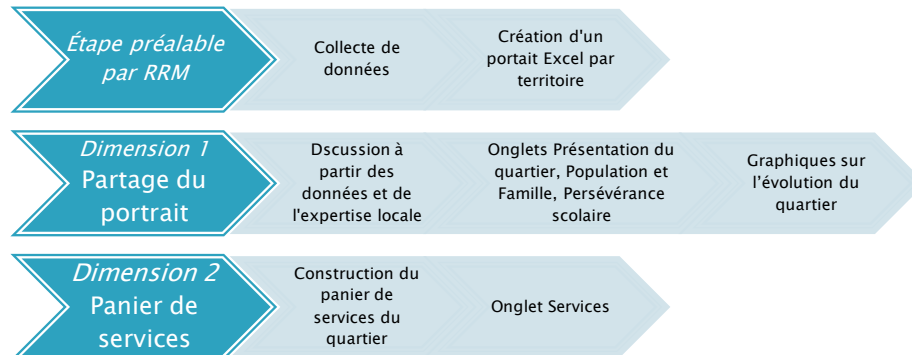 Étape préalable
par RRM
Collecte de
données
Création d'un
portait Excel par
territoire
Dimension 1
Partage du
portrait
Dscussion à
partir des
données et de
l'expertise locale
Onglets Présentation du
quartier, Population et
Famille, Persévérance
scolaire
Graphiques sur
l’évolution du
quartier
Dimension 2
Panier de
services
Construction du
panier de
services du
quartier
Onglet Services